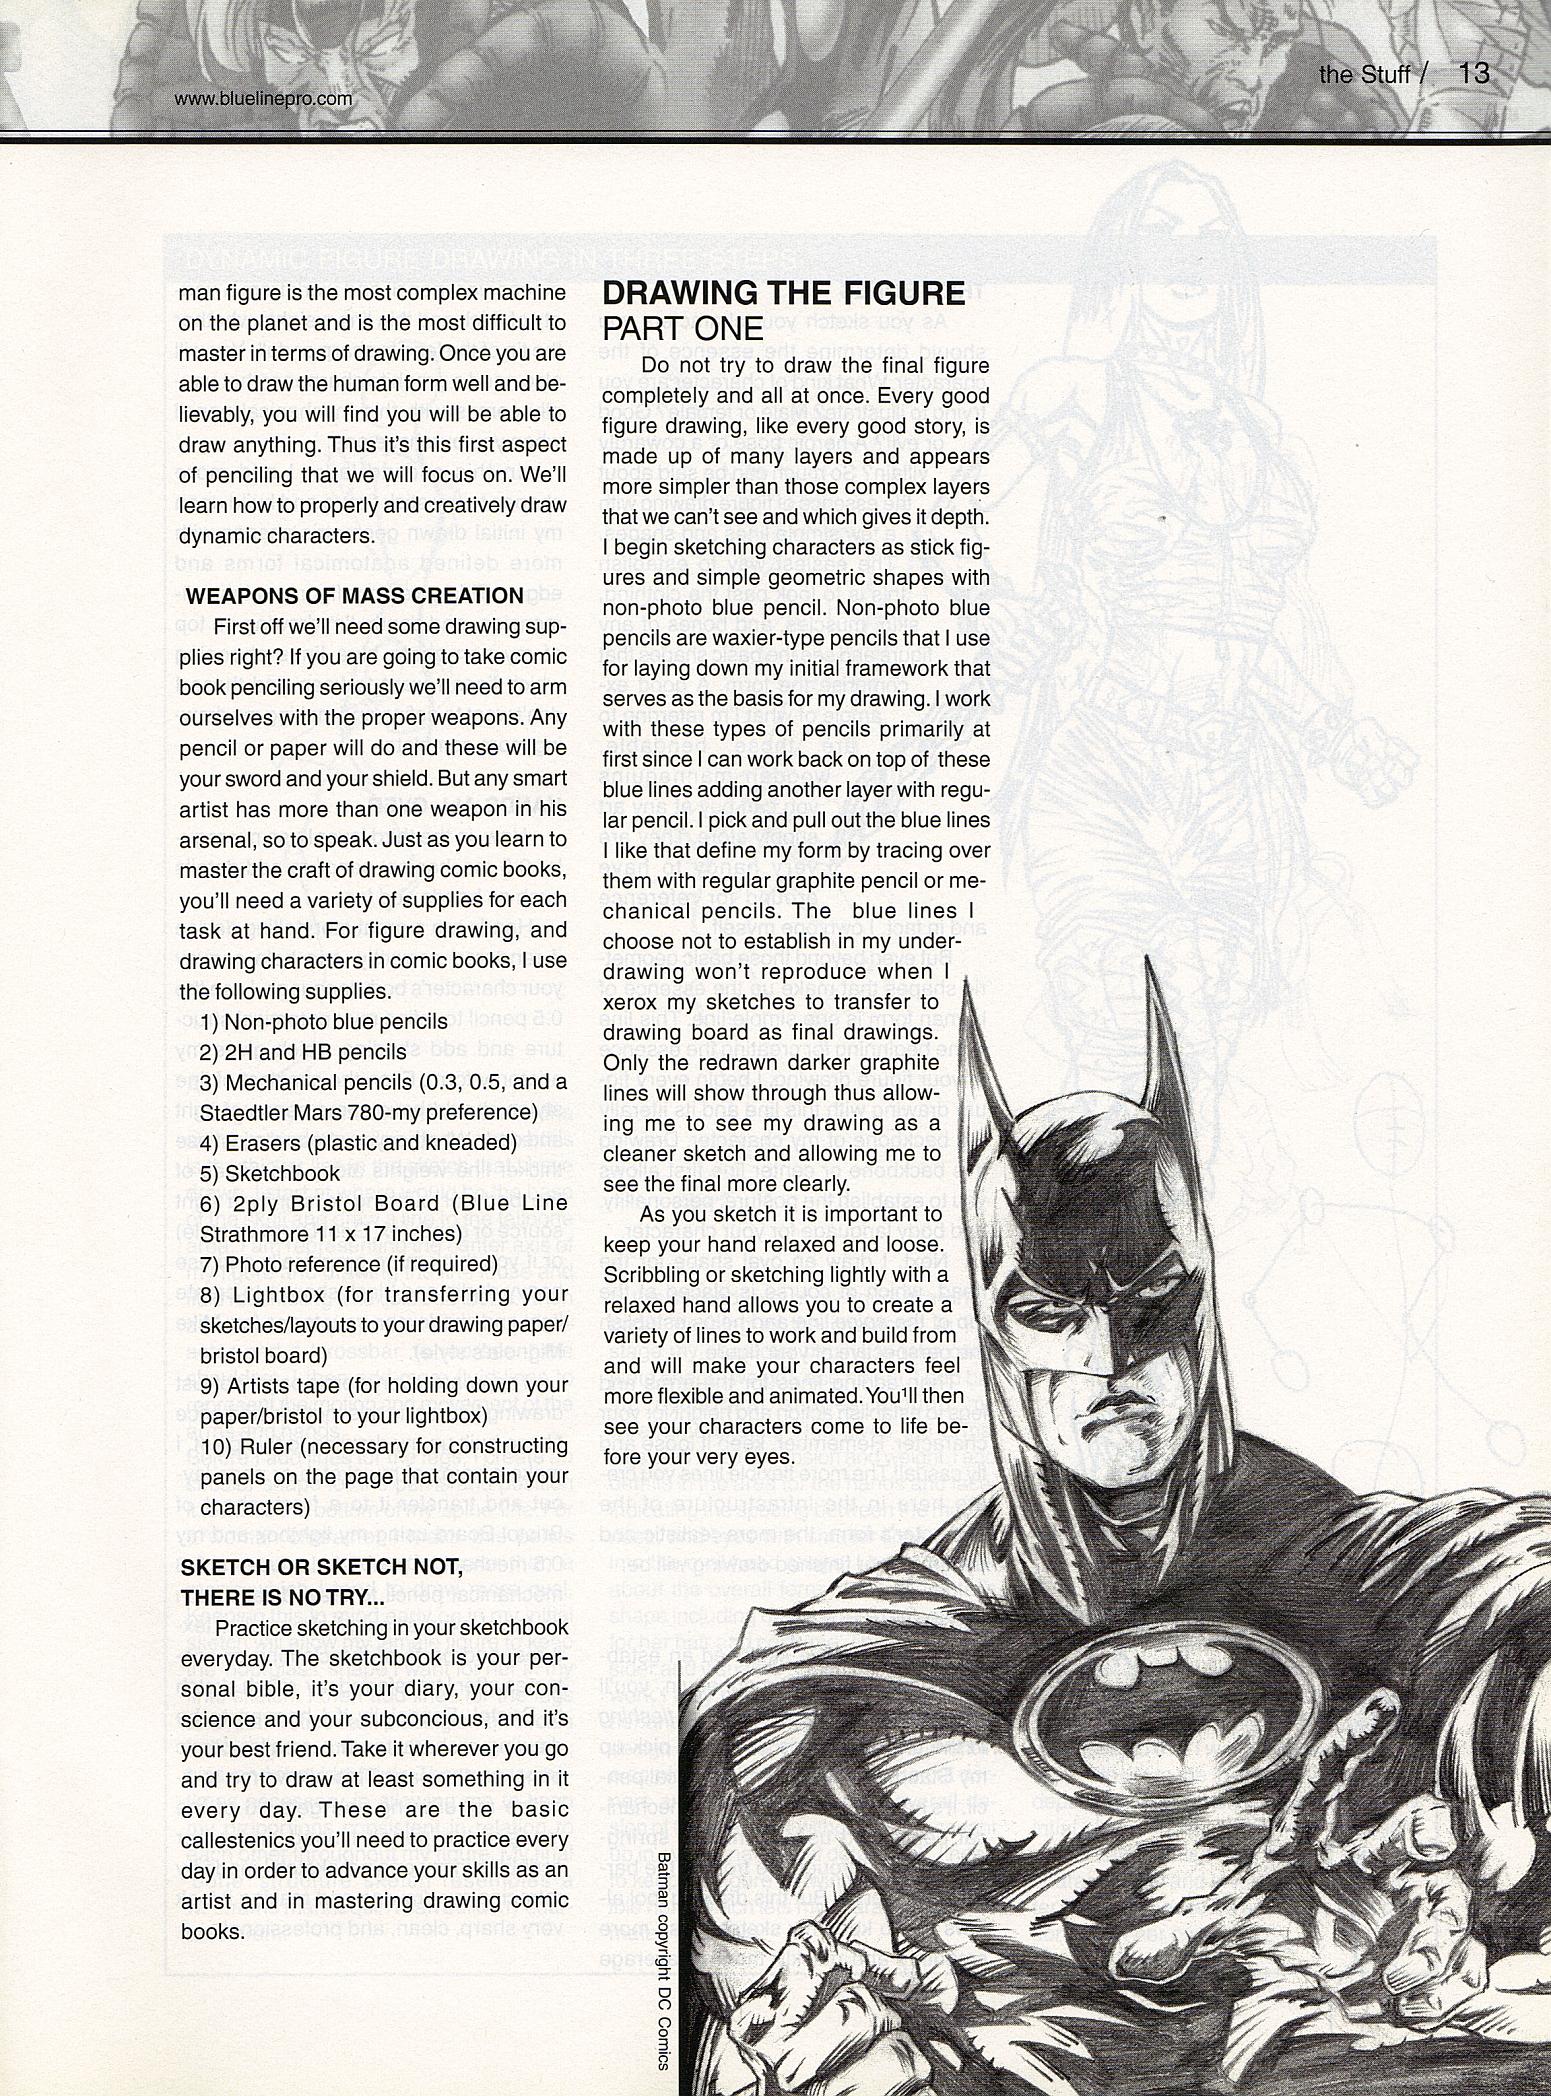 www.bluelinepro.com
the Stuff / 13
man figure is the most complex machine
on the planet and is the most difficult to
master in terms of drawing. Once you are
able to draw the human form well and be-
lievably, you will find you will be able to
draw anything. Thus it's this first aspect
of penciling that we will focus on. We'll
learn how to properly and creatively draw
dynamic characters.
WEAPONS OF MASS CREATION
First off we'll need some drawing sup-
plies right? If you are going to take comic
book penciling seriously we'll need to arm
ourselves with the proper weapons. Any
pencil or paper will do and these will be
your sword and your shield. But any smart
artist has more than one weapon in his
arsenal, so to speak. Just as you learn to
master the craft of drawing comic books,
you'll need a variety of supplies for each
task at hand. For figure drawing, and
drawing characters in comic books, I use
the following supplies.
1) Non-photo blue pencils
2) 2H and HB pencils
3) Mechanical pencils (0.3, 0.5, and a
Staedtler Mars 780-my preference)
4) Erasers (plastic and kneaded)
5) Sketchbook
6) 2ply Bristol Board (Blue Line
Strathmore 11 x 17 inches)
7) Photo reference (if required)
8) Lightbox (for transferring your
sketches/layouts to your drawing paper/
bristol board)
9) Artists tape (for holding down your
paper/bristol to your lightbox)
10) Ruler (necessary for constructing
panels on the page that contain your
characters)
SKETCH OR SKETCH NOT,
THERE IS NO TRY...
Practice sketching in your sketchbook
everyday. The sketchbook is your per-
sonal bible, it's your diary, your con-
science and your subconcious, and it's
your best friend. Take it wherever you go
and try to draw at least something in it
every day. These are the basic
callestenics you'll need to practice every
day in order to advance your skills as an
artist and in mastering drawing comic
books.
DRAWING THE FIGURE
PART ONE
Do not try to draw the final figure
completely and all at once. Every good
figure drawing, like every good story, is
made up of many layers and appears
more simpler than those complex layers
that we can't see and which gives it depth.
I begin sketching characters as stick fig-
ures and simple geometric shapes with
non-photo blue pencil. Non-photo blue
pencils are waxier-type pencils that I use
for laying down my initial framework that
serves as the basis for my drawing. I work
with these types of pencils primarily at
first since I can work back on top of these
blue lines adding another layer with regu-
lar pencil. I pick and pull out the blue lines
I like that define my form by tracing over
them with regular graphite pencil or me-
chanical pencils. The blue lines I
choose not to establish in my under-
drawing won't reproduce when I
xerox my sketches to transfer to
drawing board as final drawings.
Only the redrawn darker graphite
lines will show through thus allow-
ing me to see my drawing as a
cleaner sketch and allowing me to
see the final more clearly.
As you sketch it is important to
keep your hand relaxed and loose.
Scribbling or sketching lightly with a
relaxed hand allows you to create a
variety of lines to work and build from
and will make your characters feel
more flexible and animated. You¹ll then
see your characters come to life be-
fore your very eyes.
Batman copyright DC Comics